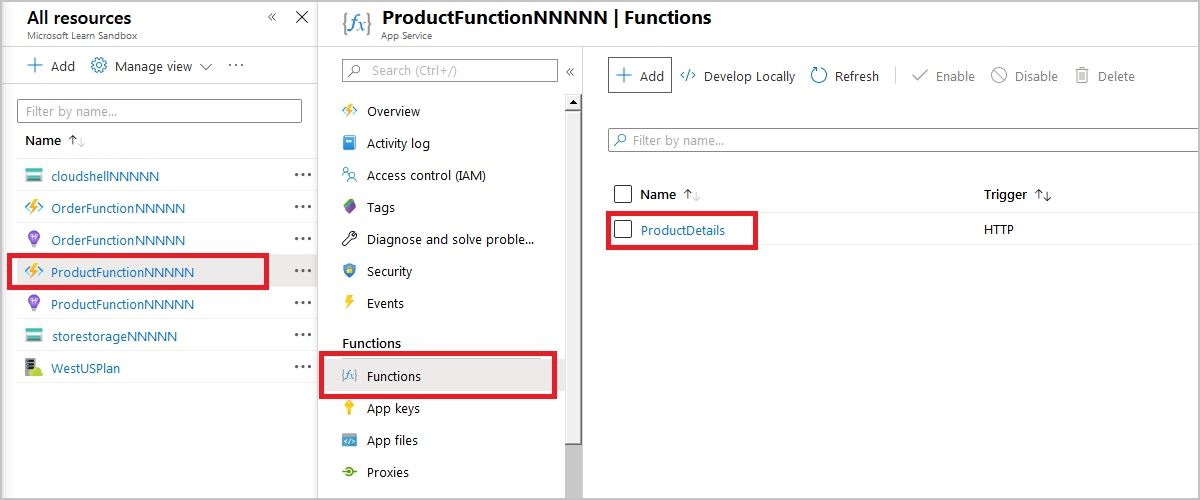 All resources
Microsoft Learn Sandbox
Add
Manage view
Filter by name...
Name
cloudshellNNNNN
OrderFunctionNNNNN
OrderFunctionNNNNN
ProductFunctionNNNNN
ProductFunctionNNNNN
storestorageNNNNN
WestUSPlan
ProductFunctionNNNNN | Functions
App Service
Search (Ctrl+/)
Overview
Activity log
Access control (IAM)
Tags
Diagnose and solve proble...
Security
Events
Functions
Functions
App keys
App files
Proxies
Add Develop Locally Refresh Enable Disable Delete
Filter by name...
Name Trigger
ProductDetails HTTP